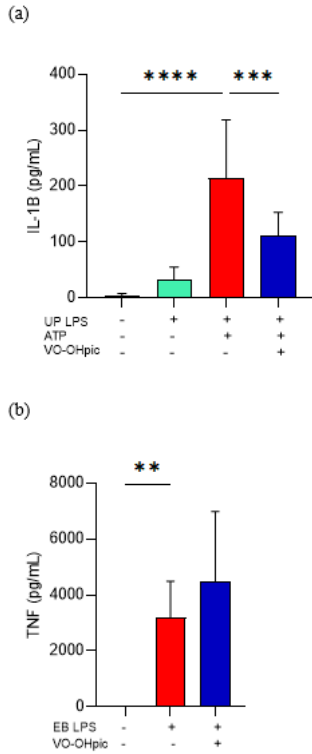 (a)
**** ***
400
300
200
100
0
IL-1B (pg/mL)
UP LPS - + + +
ATP - - + +
VO-OHpic - - - +
(b)
**
8000
6000
4000
2000
0
TNF (pg/mL)
EB LPS - + +
VO-OHpic - - +